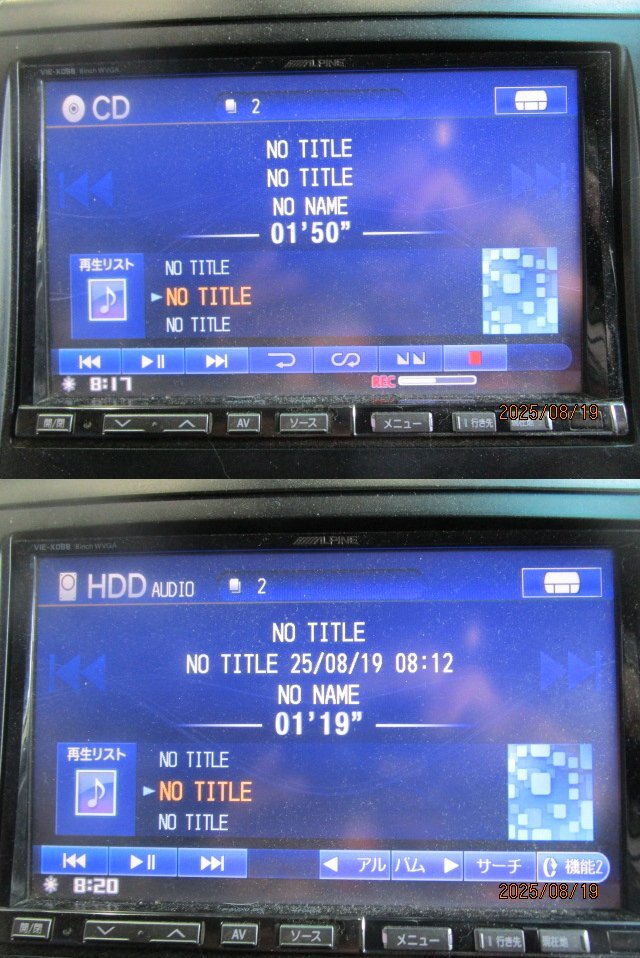 VIE-X088 8inch WVGA
ALPINE
CD
2
NO TITLE
NO TITLE
NO NAME
01'50"
再生リスト
NO TITLE
NO TITLE
NO TITLE
8:17
REC
2025/08/19
開/閉
AV
ソース
メニュー
行き先
VIE-X088 8inch WVGA
ALPINE
HDD AUDIO
2
NO TITLE
NO TITLE 25/08/19 08:12
NO NAME
01'19"
再生リスト
NO TITLE
NO TITLE
NO TITLE
アルバム
サーチ
機能2
8:20
2025/08/19
開/閉
AV
ソース
メニュー
行き先
現在地